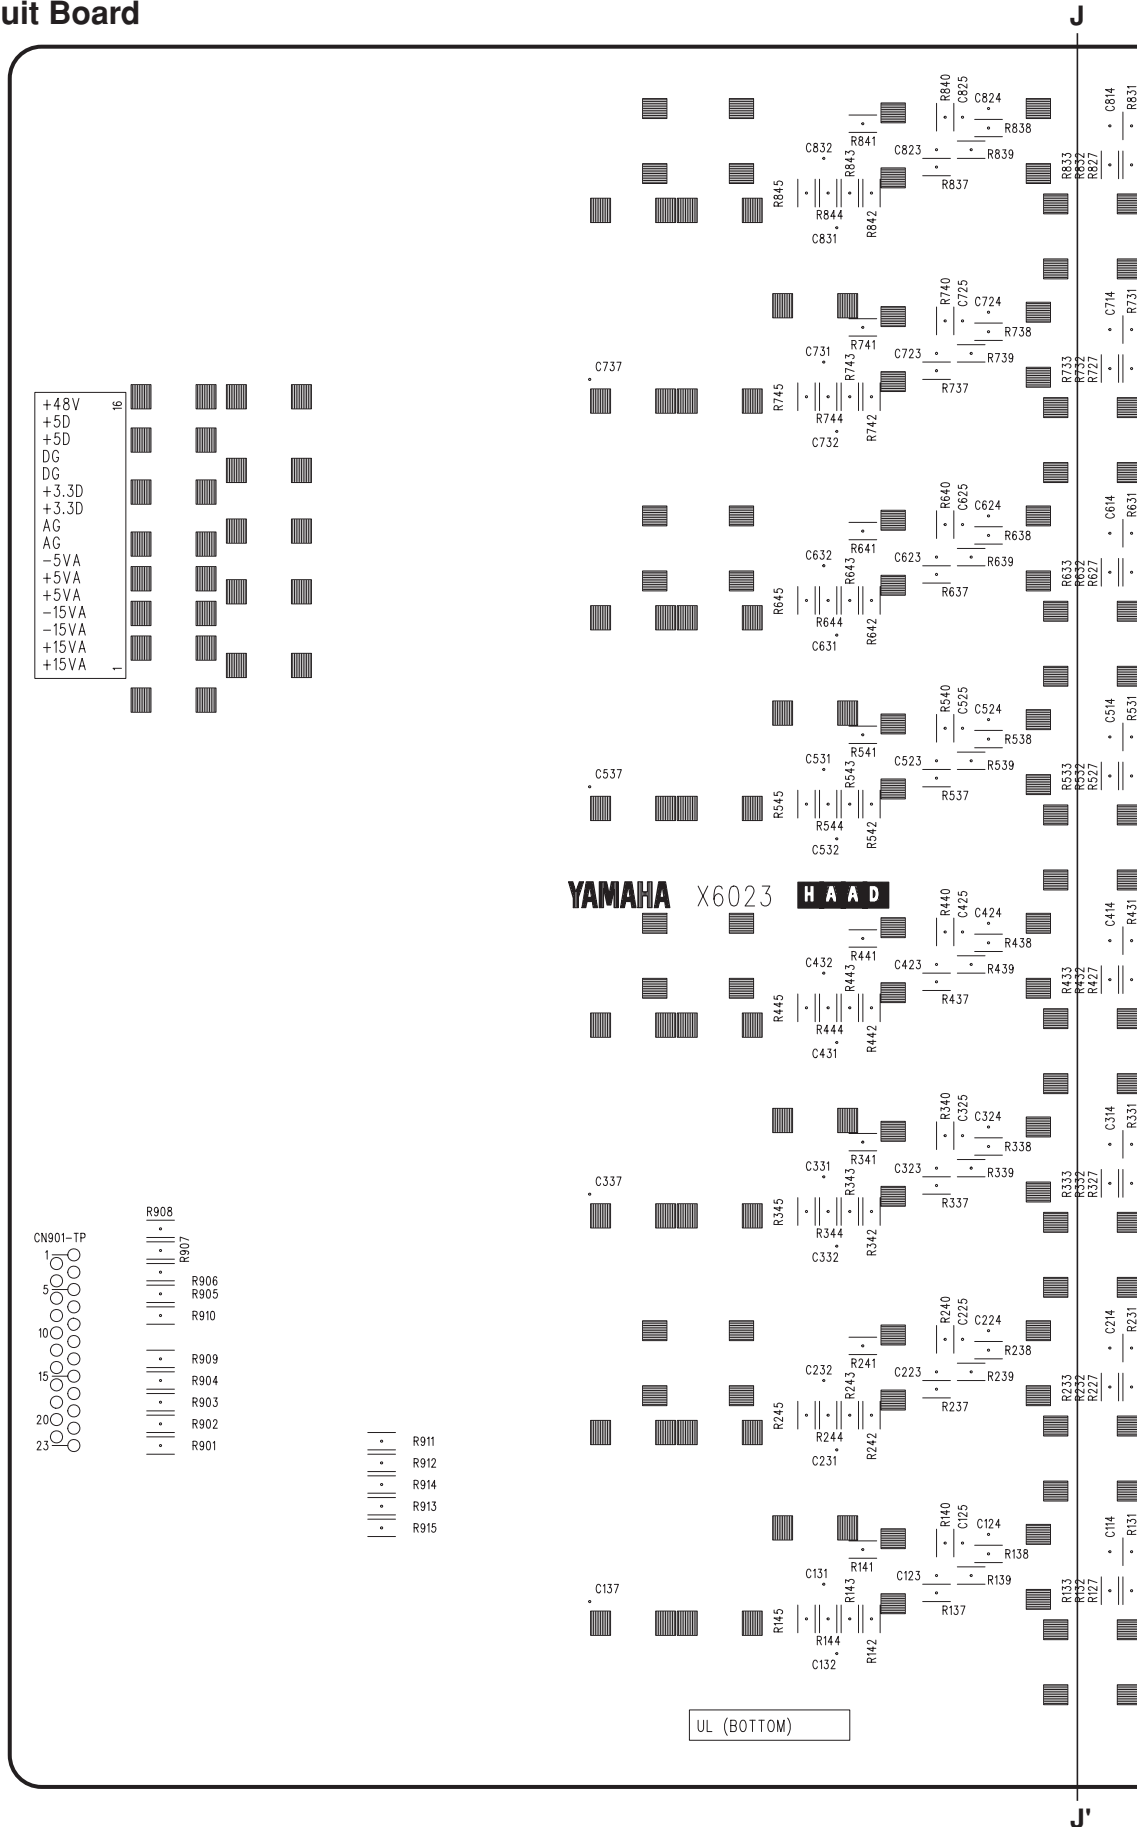 uit Board
J
R840
C825
C824
C814
R831
R838
R841
C832
R843
C823
R839
R833
R832
R827
R845
R837
R844
R842
C831
R740
C725
C724
C714
R731
R738
R741
C731
R743
C723
R739
R733
R732
R727
C737
R745
R737
R744
R742
C732
+48V 16
+5D
+5D
DG
DG
+3.3D
+3.3D
AG
AG
-5VA
+5VA
+5VA
-15VA
-15VA
+15VA
+15VA 1
R640
C625
C624
C614
R631
R638
R641
C632
R643
C623
R639
R633
R632
R627
R645
R637
R644
R642
C631
R540
C525
C524
C514
R531
R538
R541
C531
R543
C523
R539
R533
R532
R527
C537
R545
R537
R544
R542
C532
YAMAHA X6023 HAAD
R440
C425
C424
C414
R431
R438
R441
C432
R443
C423
R439
R433
R432
R427
R445
R437
R444
R442
C431
R340
C325
C324
C314
R331
R338
R341
C331
R343
C323
R339
R333
R332
R327
C337
R345
R337
R344
R342
C332
R908
CN901-TP
R907
1
R906
5
R905
R910
10
R909
15
R904
R903
20
R902
23
R901
R240
C225
C224
C214
R231
R238
R241
C232
R243
C223
R239
R233
R232
R227
R245
R237
R244
R242
C231
R911
R912
R914
R913
R915
R140
C125
C124
C114
R131
R138
R141
C131
R143
C123
R139
R133
R132
R127
C137
R145
R137
R144
R142
C132
UL (BOTTOM)
J'